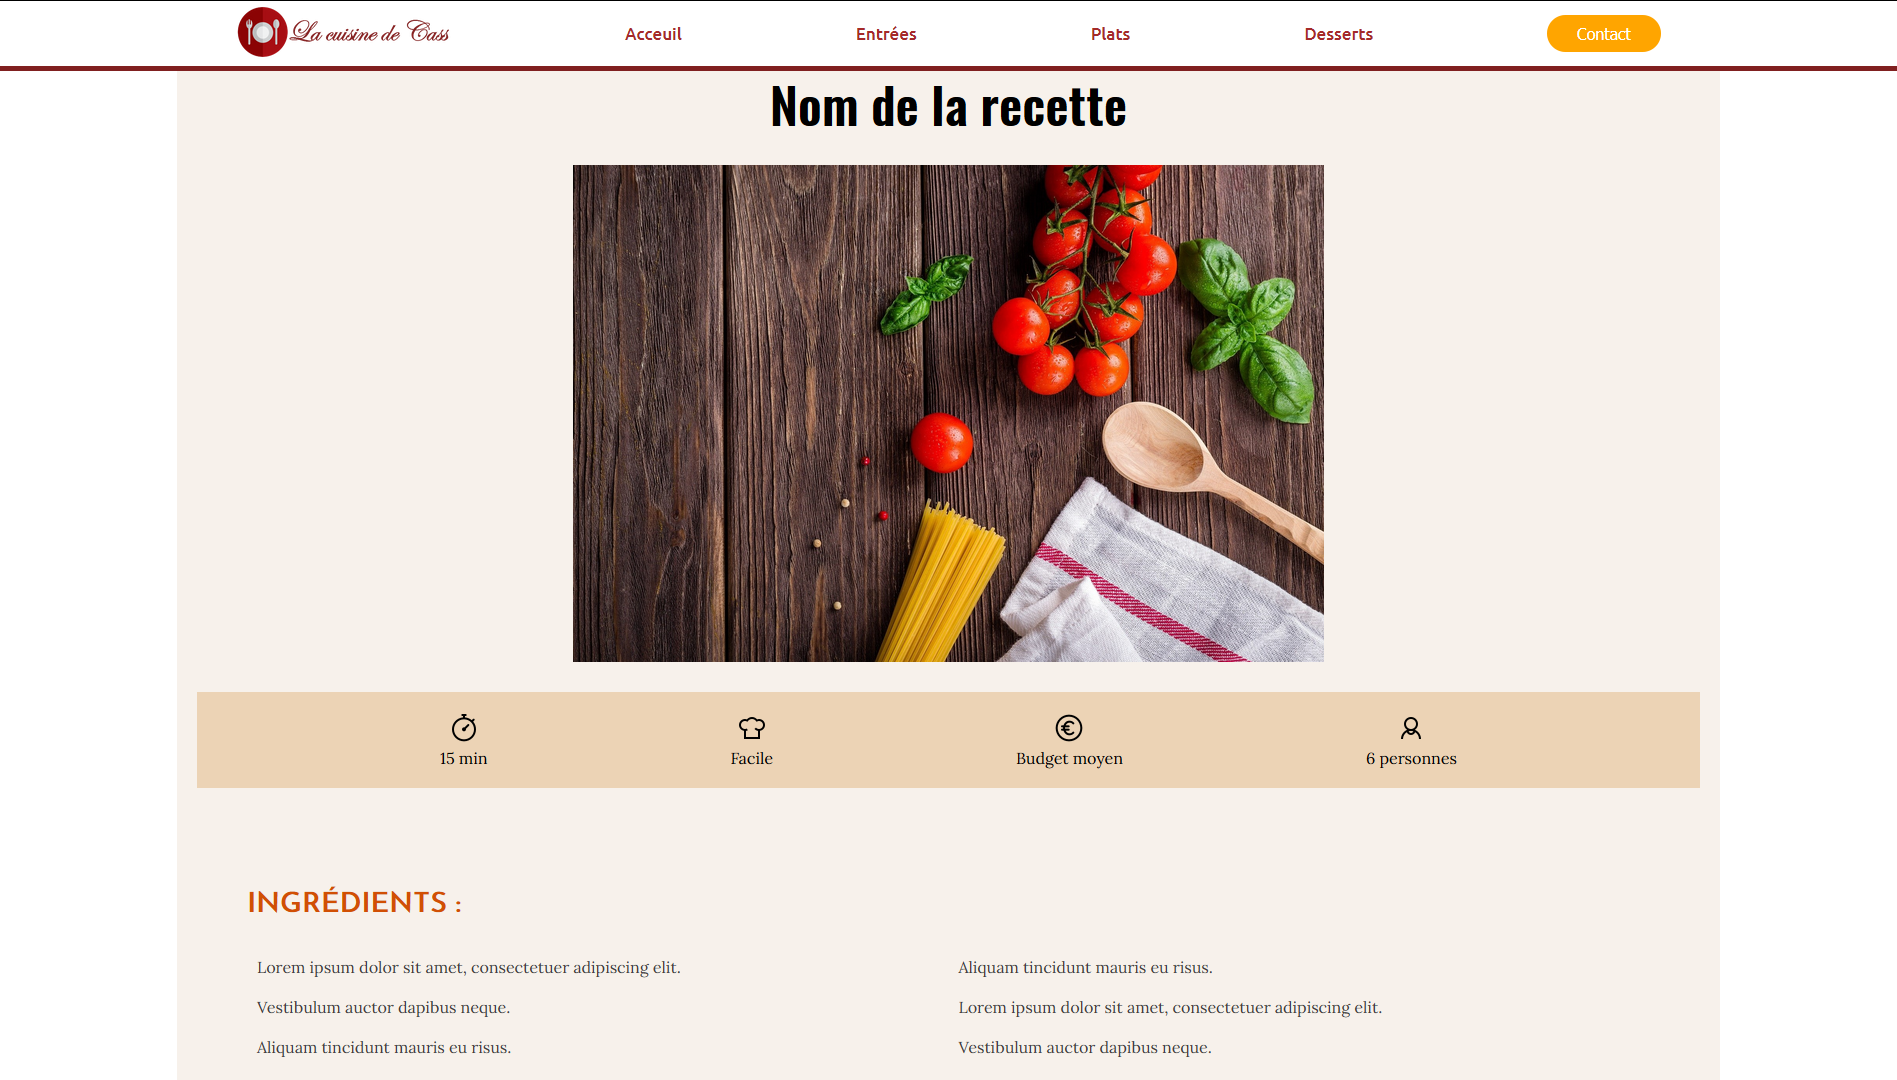 La cuisine de Cass
Acceuil
Entrées
Plats
Desserts
Contact
Nom de la recette
15 min
Facile
Budget moyen
6 personnes
INGRÉDIENTS :
Lorem ipsum dolor sit amet, consectetuer adipiscing elit.
Vestibulum auctor dapibus neque.
Aliquam tincidunt mauris eu risus.
Aliquam tincidunt mauris eu risus.
Lorem ipsum dolor sit amet, consectetuer adipiscing elit.
Vestibulum auctor dapibus neque.